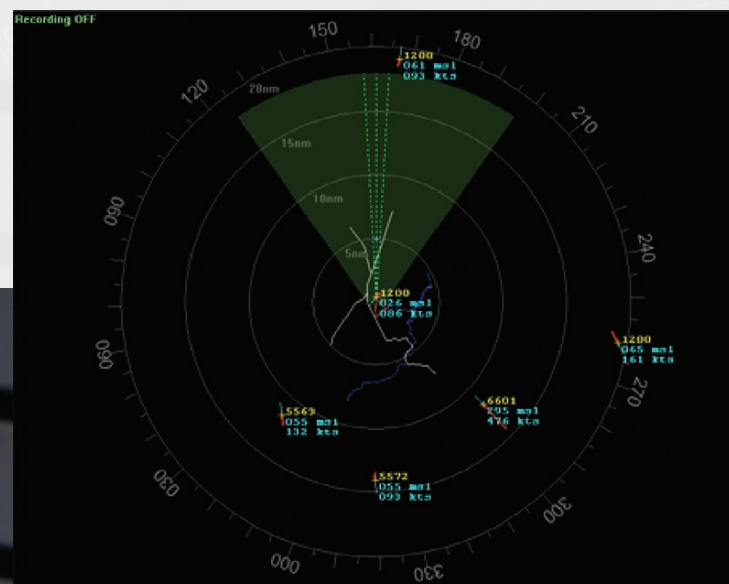 Recording OFF
150
180
1200
061 msl
093 kts
120
20nm
210
15nm
10nm
060
240
5nm
1200
026 msl
086 kts
1200
065 msl
161 kts
090
270
6601
295 msl
476 kts
5563
055 msl
132 kts
5572
055 msl
093 kts
030
300
000
330